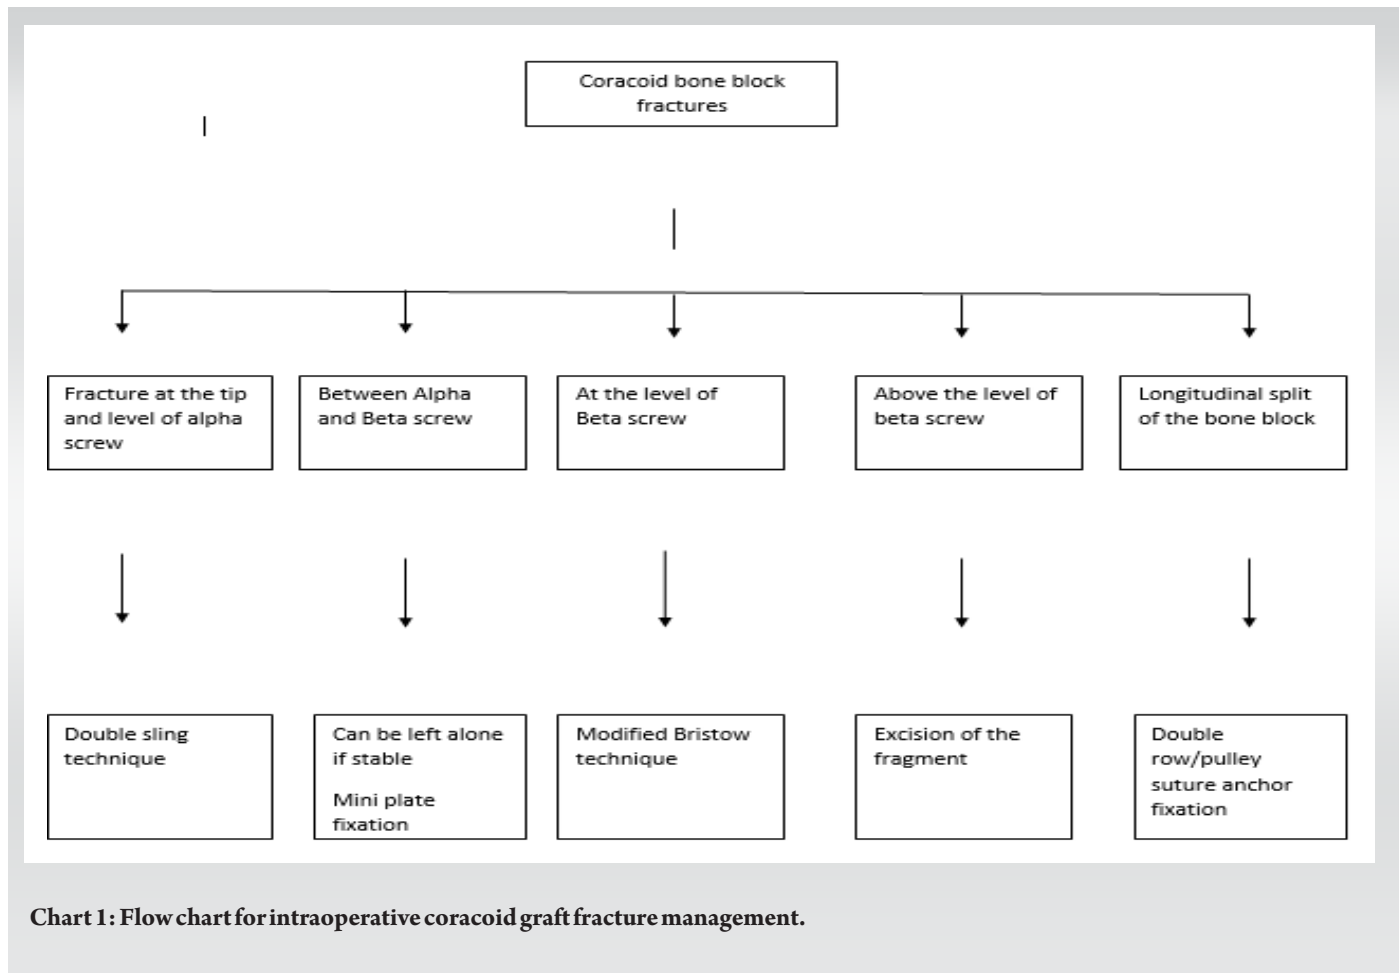 Coracoid bone block
fractures
Fracture at the tip
and level of alpha
screw
Between Alpha
and Beta screw
At the level of
Beta screw
Above the level of
beta screw
Longitudinal split
of the bone block
Double sling
technique
Can be left alone
if stable
Mini plate
fixation
Modified Bristow
technique
Excision of the
fragment
Double
row/pulley
suture anchor
fixation
Chart 1: Flow chart for intraoperative coracoid graft fracture management.